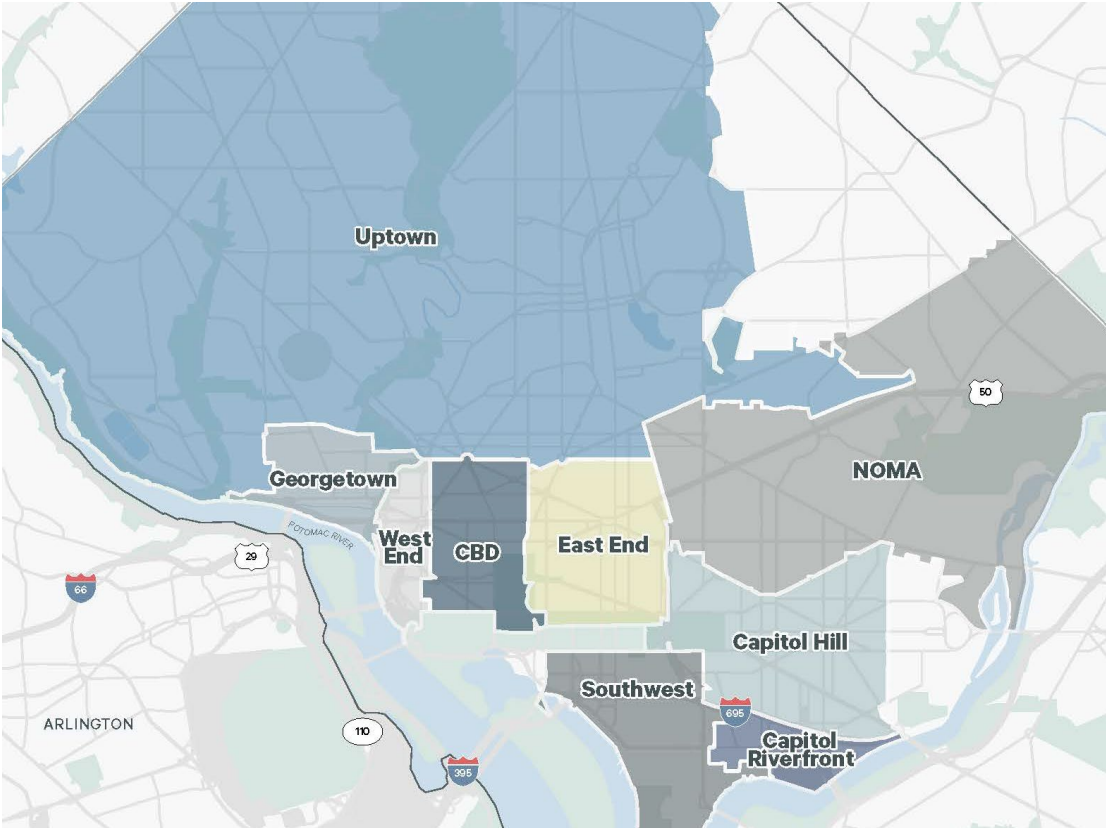 Uptown
50
Georgetown
NOMA
POTOMAC RIVER
West
End
CBD
East End
29
66
Capitol Hill
Southwest
695
ARLINGTON
110
Capitol
Riverfront
395